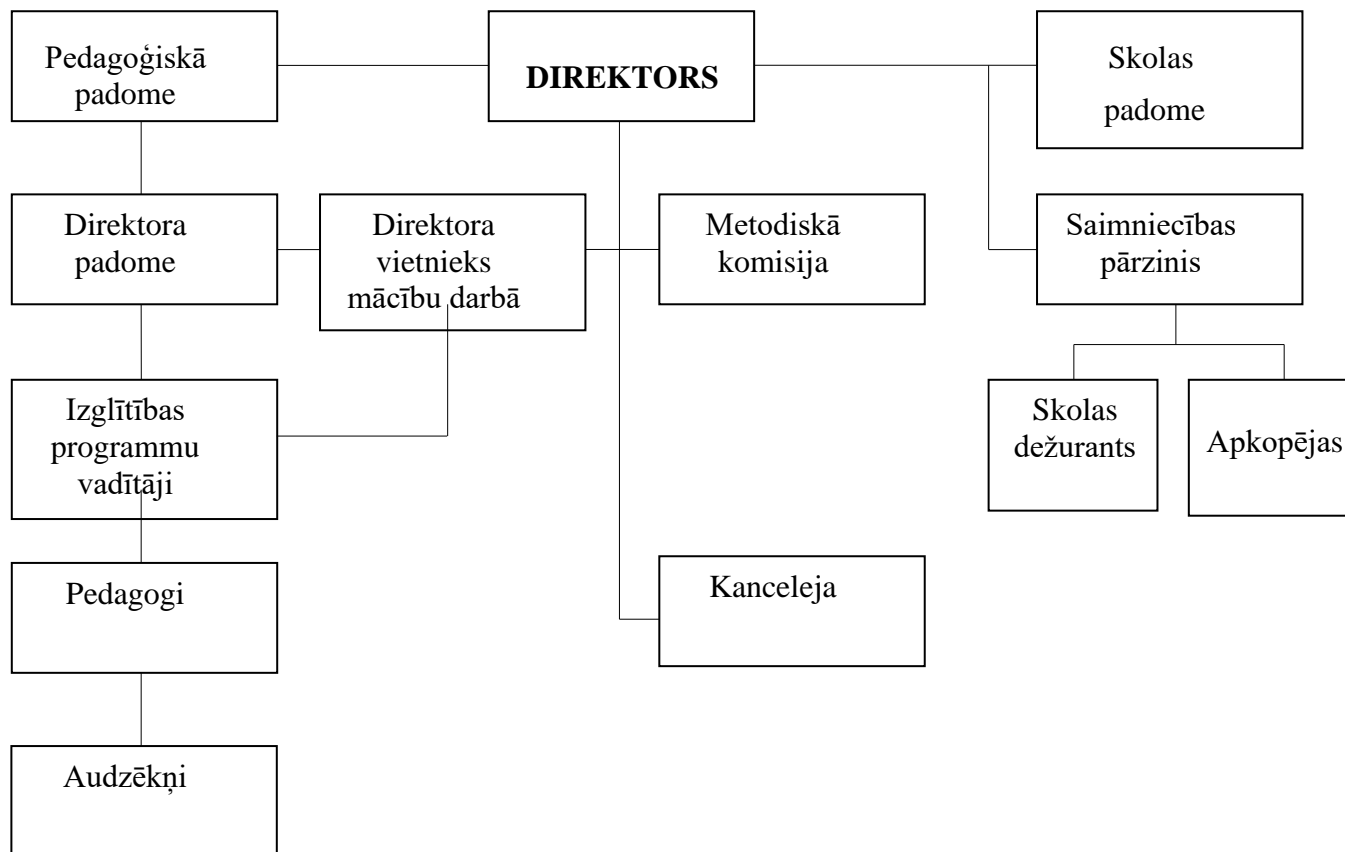 Pedagoģiskā
padome
DIREKTORS
Skolas
padome
Direktora
padome
Direktora
vietnieks
mācību darbā
Metodiskā
komisija
Saimniecības
pārzinis
Izglītības
programmu
vadītāji
Skolas
dežurants
Apkopējas
Pedagogi
Kanceleja
Audzēkņi